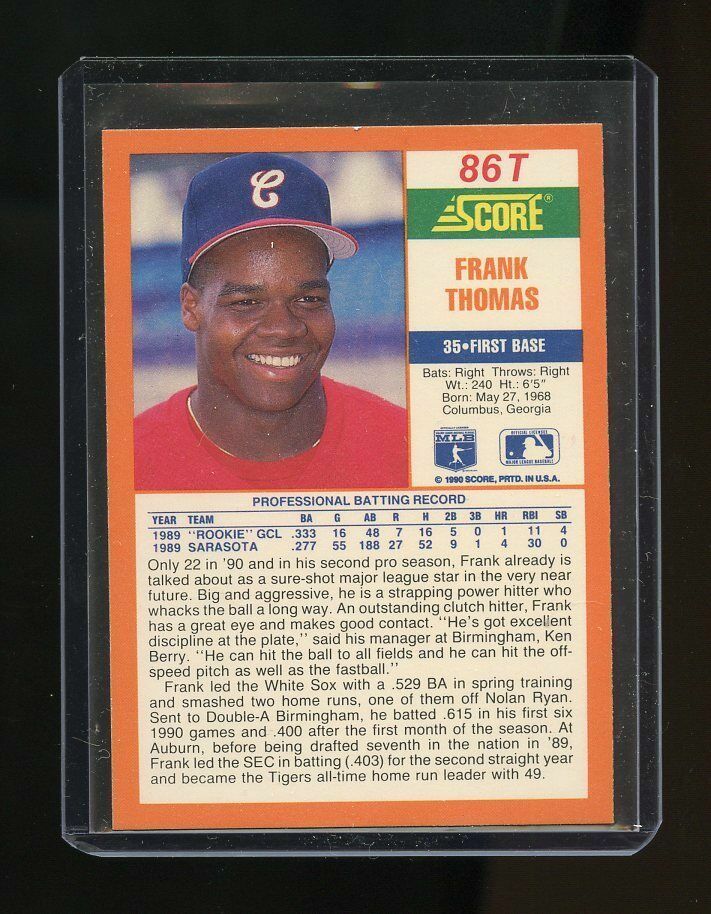 C
86T
SCORE®
FRANK
THOMAS
35•FIRST BASE
Bats: Right Throws: Right
Wt.: 240 Ht.: 6'5"
Born: May 27, 1968
Columbus, Georgia
MLB
OFFICIAL LICENSEE
MAJOR LEAGUE BASEBALL
© 1990 SCORE, PRTD. IN U.S.A.
PROFESSIONAL BATTING RECORD
YEAR TEAM BA G AB R H 2B 3B HR RBI SB
1989 "ROOKIE" GCL .333 16 48 7 16 5 0 1 11 4
1989 SARASOTA .277 55 188 27 52 9 1 4 30 0
Only 22 in '90 and in his second pro season, Frank already is
talked about as a sure-shot major league star in the very near
future. Big and aggressive, he is a strapping power hitter who
whacks the ball a long way. An outstanding clutch hitter, Frank
has a great eye and makes good contact. "He's got excellent
discipline at the plate," said his manager at Birmingham, Ken
Berry. "He can hit the ball to all fields and he can hit the off-
speed pitch as well as the fastball."
Frank led the White Sox with a .529 BA in spring training
and smashed two home runs, one of them off Nolan Ryan.
Sent to Double-A Birmingham, he batted .615 in his first six
1990 games and .400 after the first month of the season. At
Auburn, before being drafted seventh in the nation in '89,
Frank led the SEC in batting (.403) for the second straight year
and became the Tigers all-time home run leader with 49.